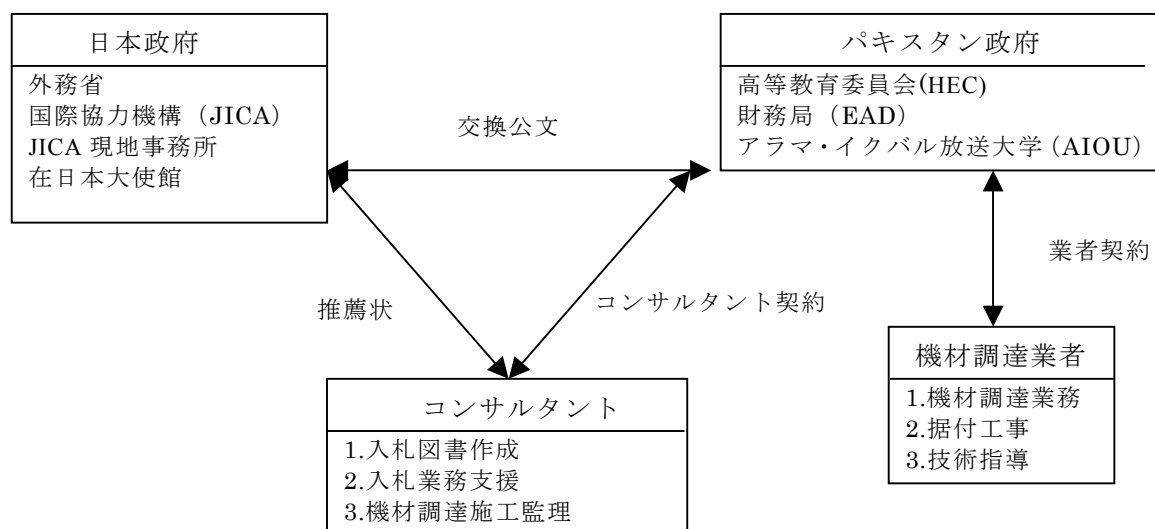 日本政府
外務省
国際協力機構（JICA）
JICA 現地事務所
在日本大使館
交換公文
パキスタン政府
高等教育委員会(HEC)
財務局（EAD）
アラマ・イクバル放送大学（AIOU）
推薦状
コンサルタント契約
業者契約
コンサルタント
1.入札図書作成
2.入札業務支援
3.機材調達施工監理
機材調達業者
1.機材調達業務
2.据付工事
3.技術指導